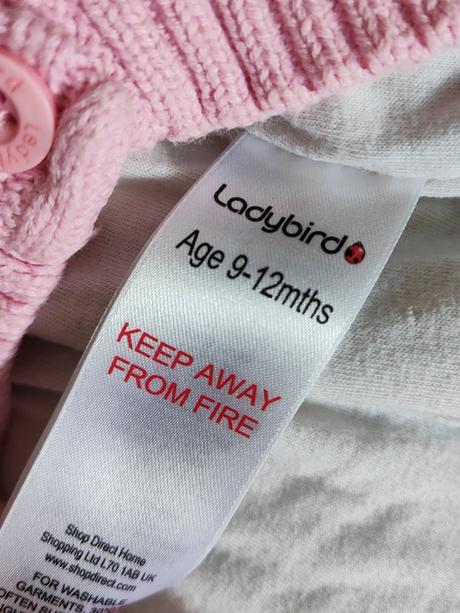 Ladybird
Age 9-12mths
KEEP AWAY
FROM FIRE
Shop Direct Home
Shopping Ltd L70 1AB UK
www.shopdirect.com
FOR WASHABLE
GARMENTS, 30°